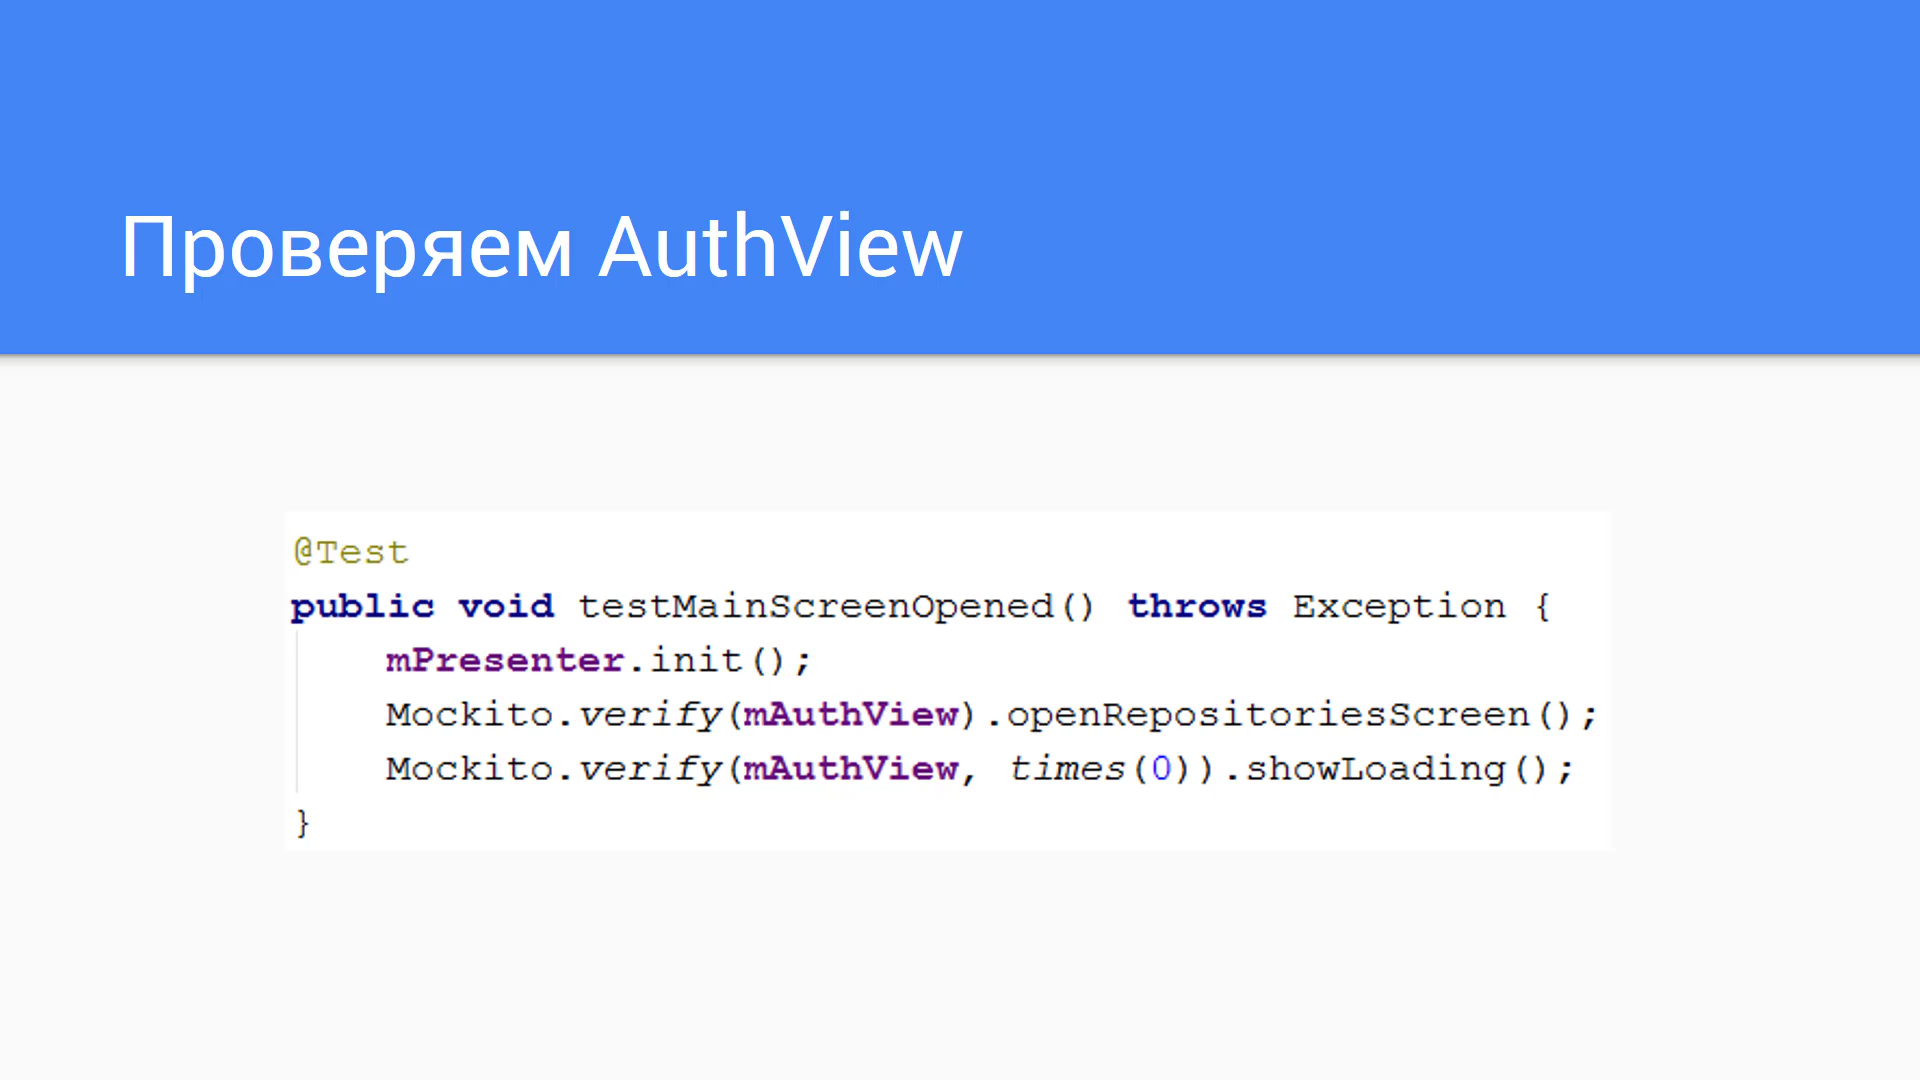 Проверяем AuthView
@Test
public void testMainScreenOpened() throws Exception {
    mPresenter.init();
    Mockito.verify(mAuthView).openRepositoriesScreen();
    Mockito.verify(mAuthView, times(0)).showLoading();
}